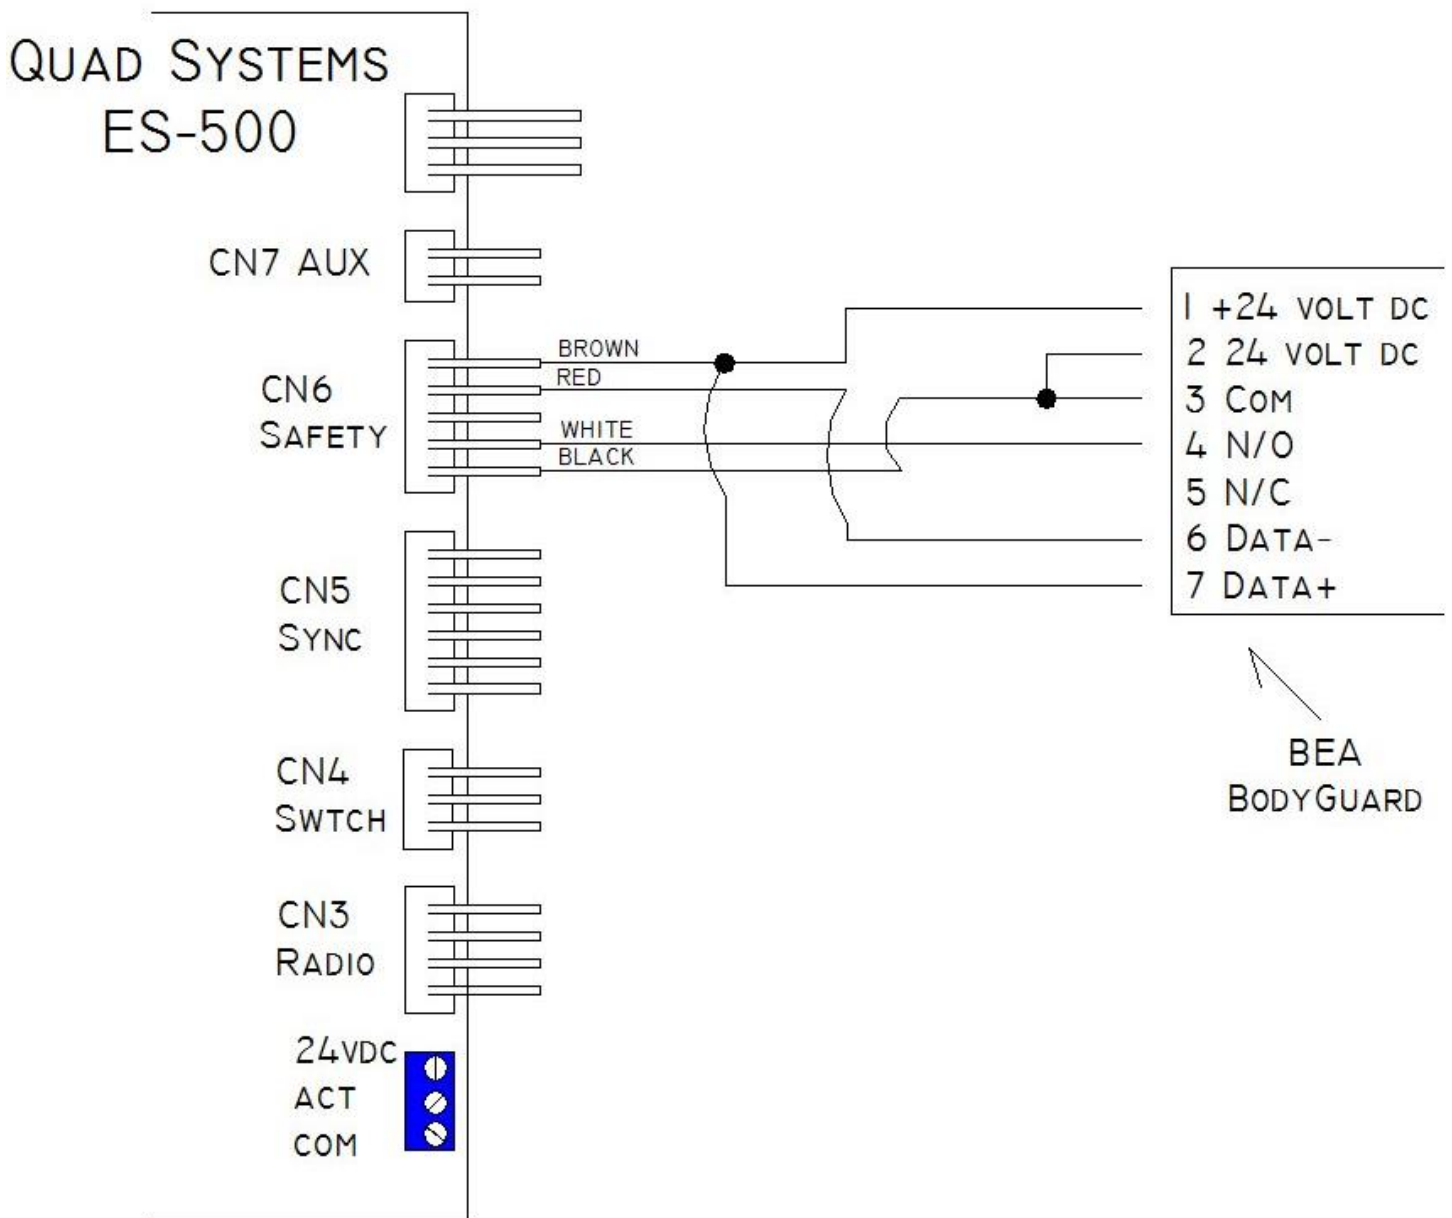 QUAD SYSTEMS
ES-500
CN7 AUX
CN6
SAFETY
BROWN
RED
WHITE
BLACK
1 +24 VOLT DC
2 24 VOLT DC
3 COM
4 N/O
5 N/C
6 DATA-
7 DATA+
CN5
SYNC
BEA
BODYGUARD
CN4
SWTCH
CN3
RADIO
24VDC
ACT
COM